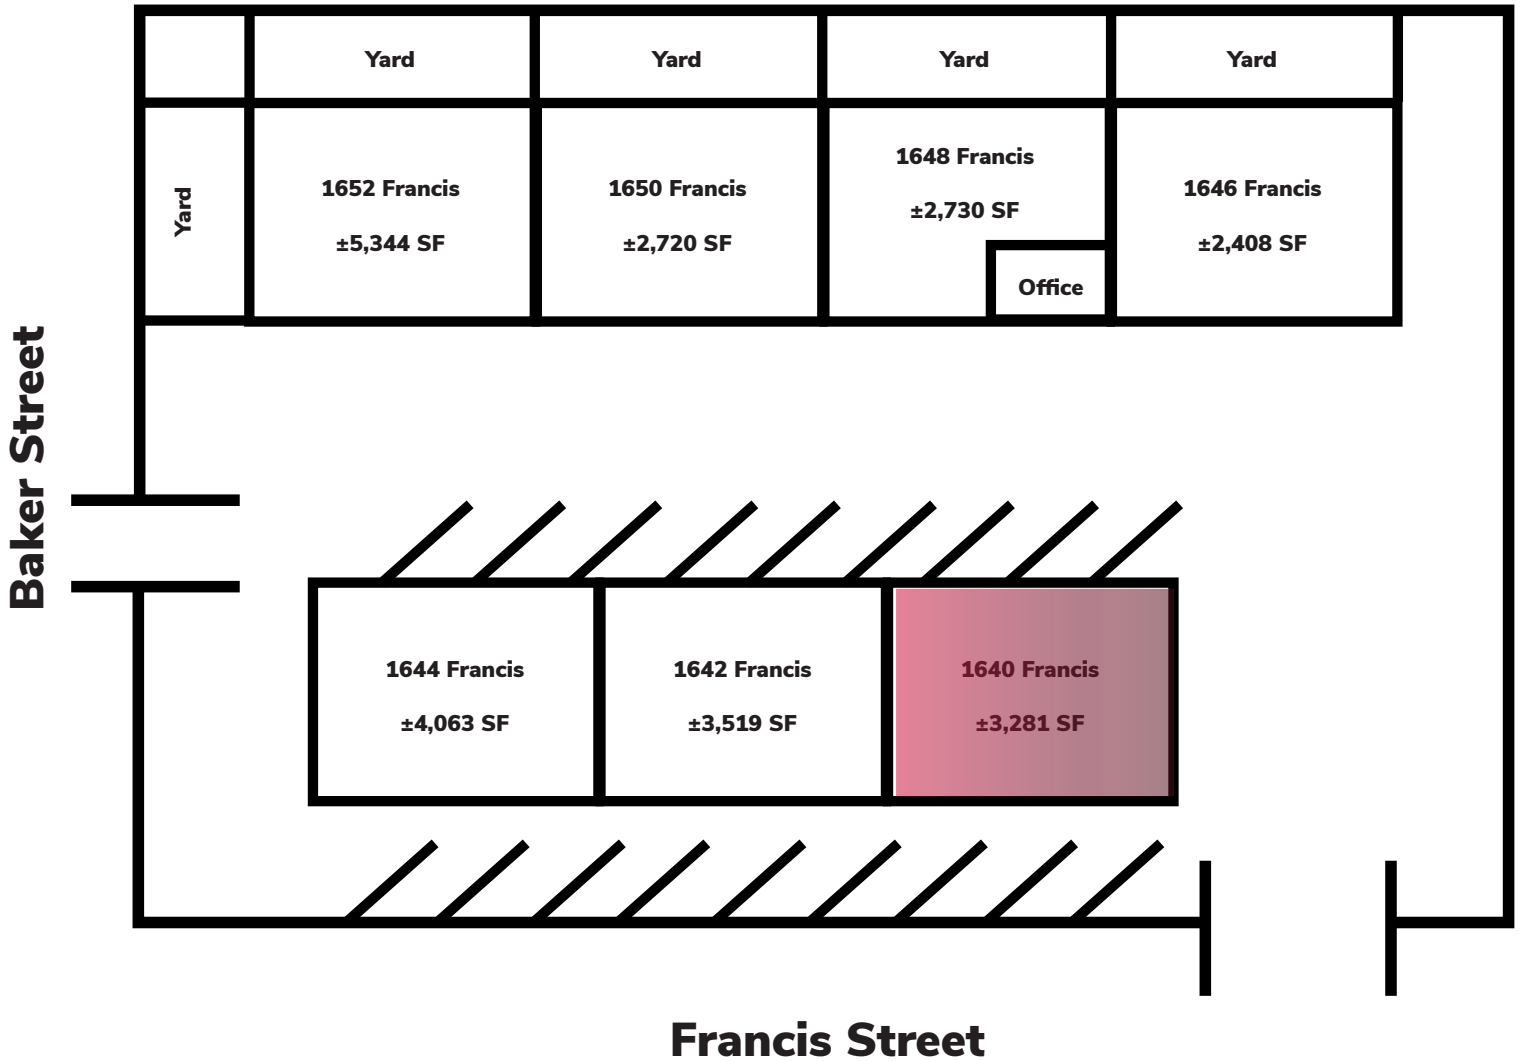 Yard
Yard
Yard
Yard
Yard
1652 Francis
±5,344 SF
1650 Francis
±2,720 SF
1648 Francis
±2,730 SF
Office
1646 Francis
±2,408 SF
Baker Street
1644 Francis
±4,063 SF
1642 Francis
±3,519 SF
1640 Francis
±3,281 SF
Francis Street